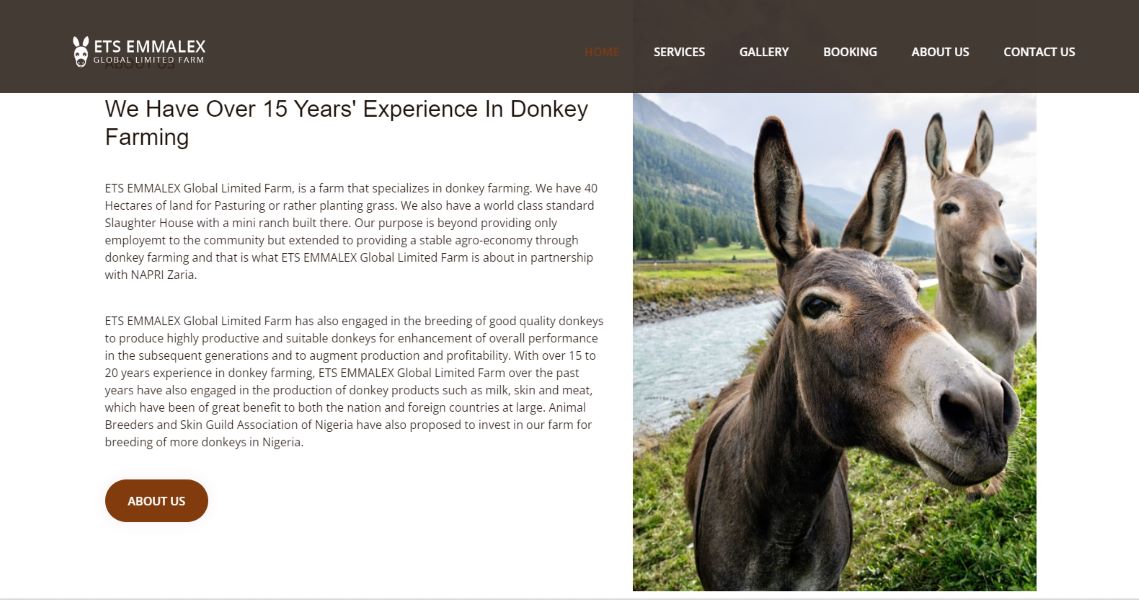 ETS EMMALEX
GLOBAL LIMITED FARM
HOME SERVICES GALLERY BOOKING ABOUT US CONTACT US
ABOUT US
We Have Over 15 Years' Experience In Donkey
Farming
ETS EMMALEX Global Limited Farm, is a farm that specializes in donkey farming. We have 40
Hectares of land for Pasturing or rather planting grass. We also have a world class standard
Slaughter House with a mini ranch built there. Our purpose is beyond providing only
employemt to the community but extended to providing a stable agro-economy through
donkey farming and that is what ETS EMMALEX Global Limited Farm is about in partnership
with NAPRI Zaria.
ETS EMMALEX Global Limited Farm has also engaged in the breeding of good quality donkeys
to produce highly productive and suitable donkeys for enhancement of overall performance
in the subsequent generations and to augment production and profitability. With over 15 to
20 years experience in donkey farming, ETS EMMALEX Global Limited Farm over the past
years have also engaged in the production of donkey products such as milk, skin and meat,
which have been of great benefit to both the nation and foreign countries at large. Animal
Breeders and Skin Guild Association of Nigeria have also proposed to invest in our farm for
breeding of more donkeys in Nigeria.
ABOUT US